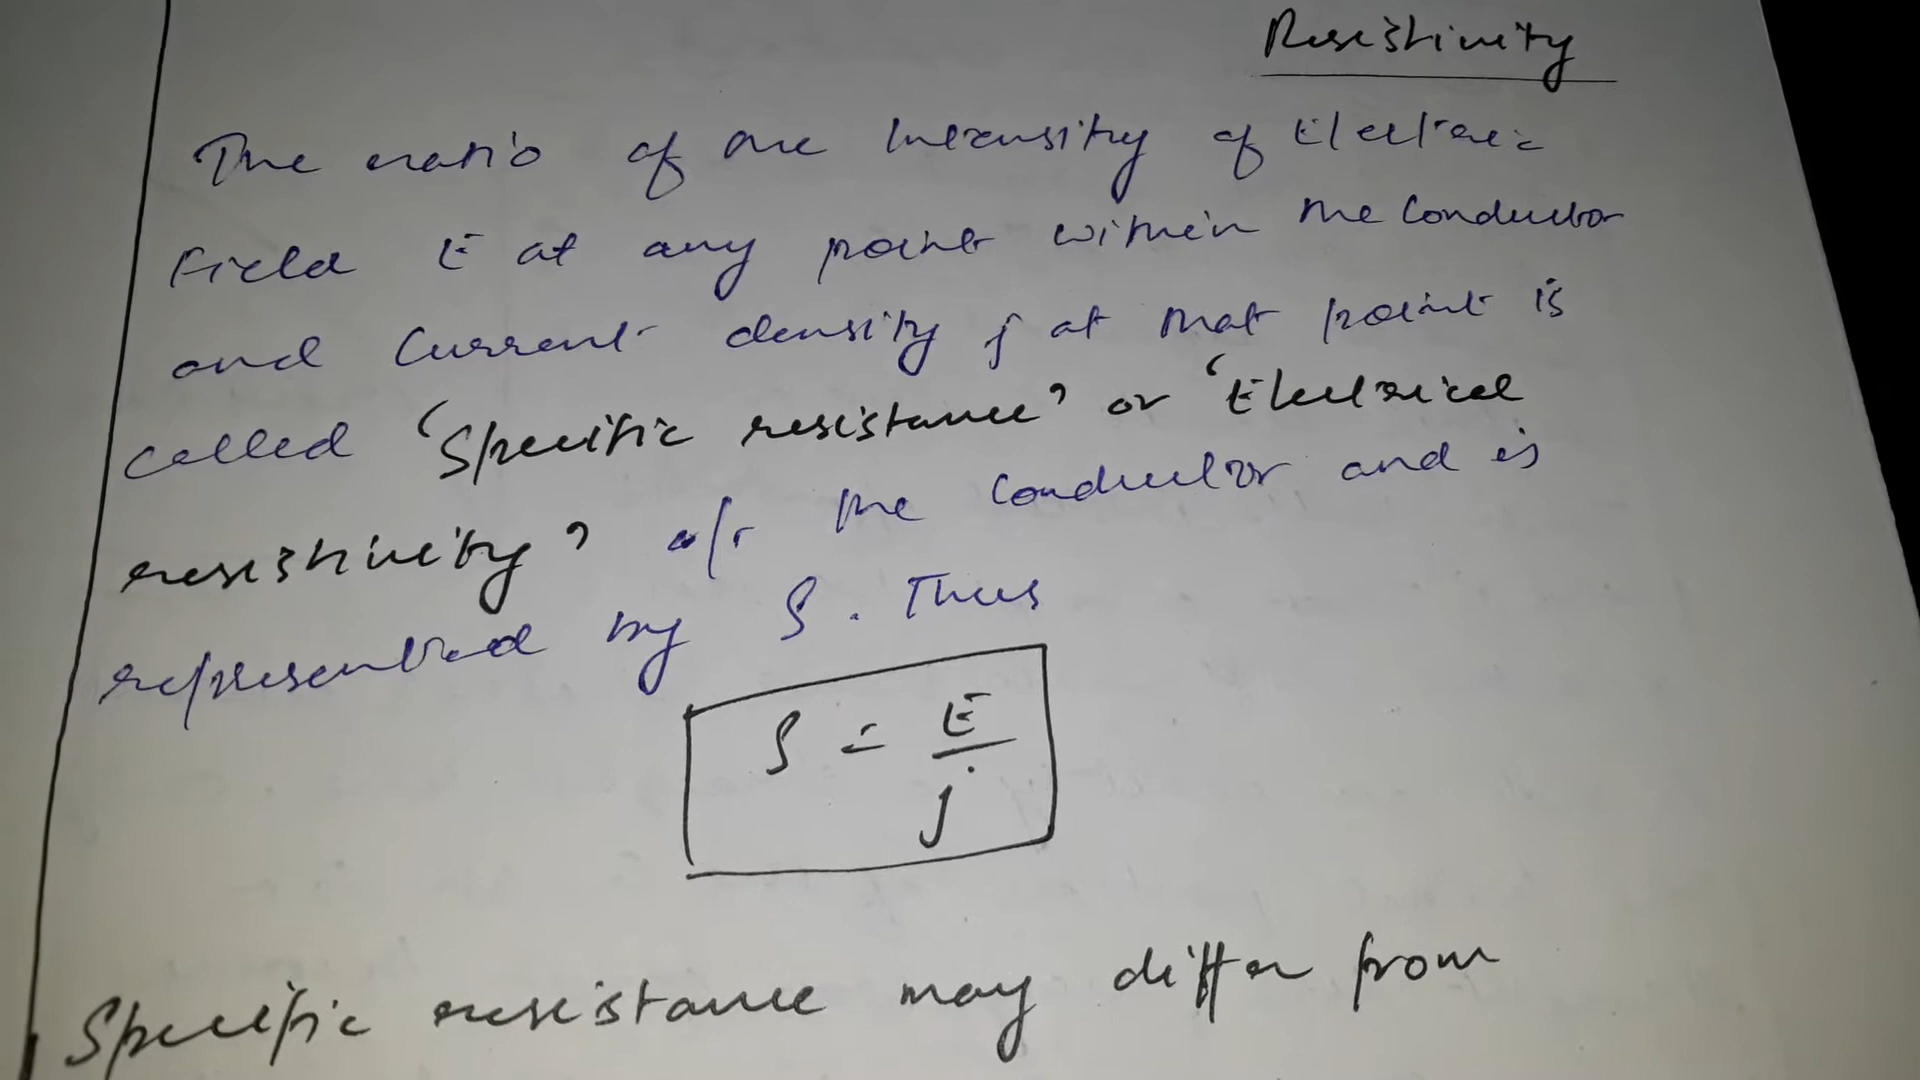 Resistivity
The ratio of the Intensity of Electric
field E at any point within the Conductor
and Current density j at that point is
called 'Specific resistance' or 'Electrical
resistivity' of the Conductor and is
represented by ρ. Thus
ρ = E/j
Specific resistance may differ from